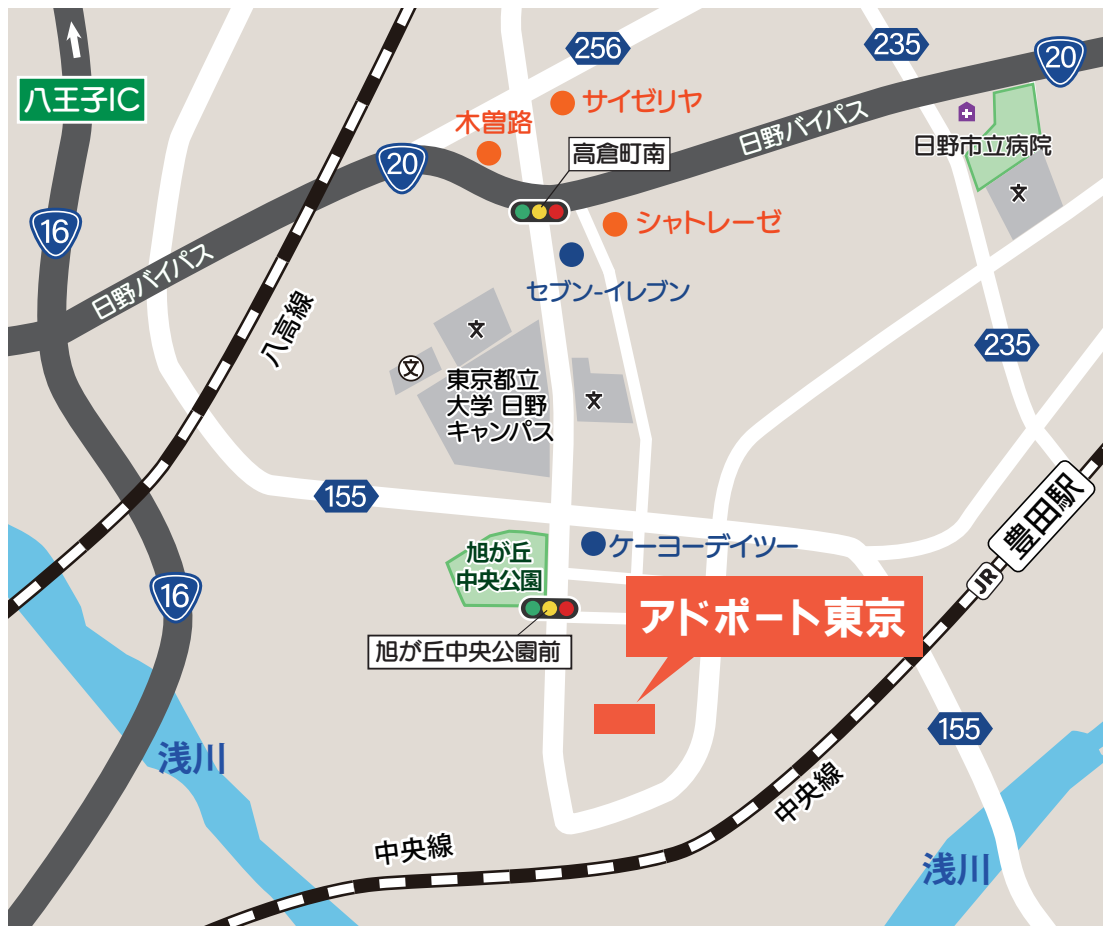 256
235
20
八王子IC
サイゼリヤ
木曽路
日野バイパス
高倉町南
日野市立病院
20
文
16
シャトレーゼ
日野バイパス
セブン-イレブン
八高線
文
235
文
東京都立
大学 日野
キャンパス
文
155
豊田駅
旭が丘
中央公園
ケーヨーデイツー
JR
16
アドポート東京
旭が丘中央公園前
155
浅川
中央線
中央線
浅川